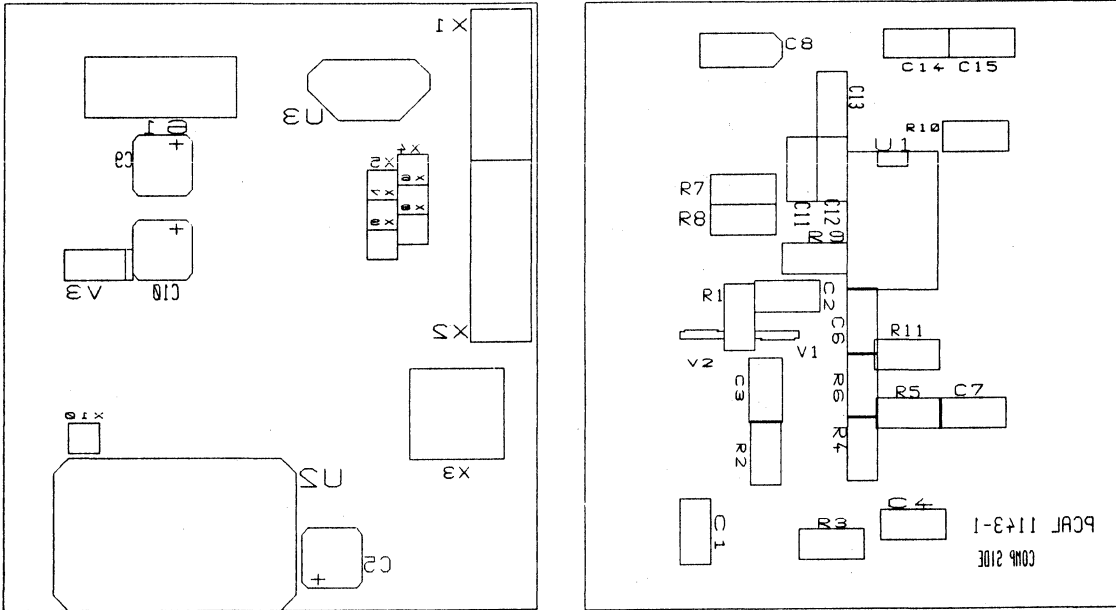 X1
U3
D1
C9
X4
X5
X6
X7
X8
X9
V3
C10
X2
X10
X3
U2
C5
C8
C14 C15
C13
R10
U1
R7
R8
C11
C12
R9
R1
C2
C6
V2
V1
R11
C3
R6
R5 C7
R2
R4
C1
R3
C4
PCAL 1143-1
COMP SIDE